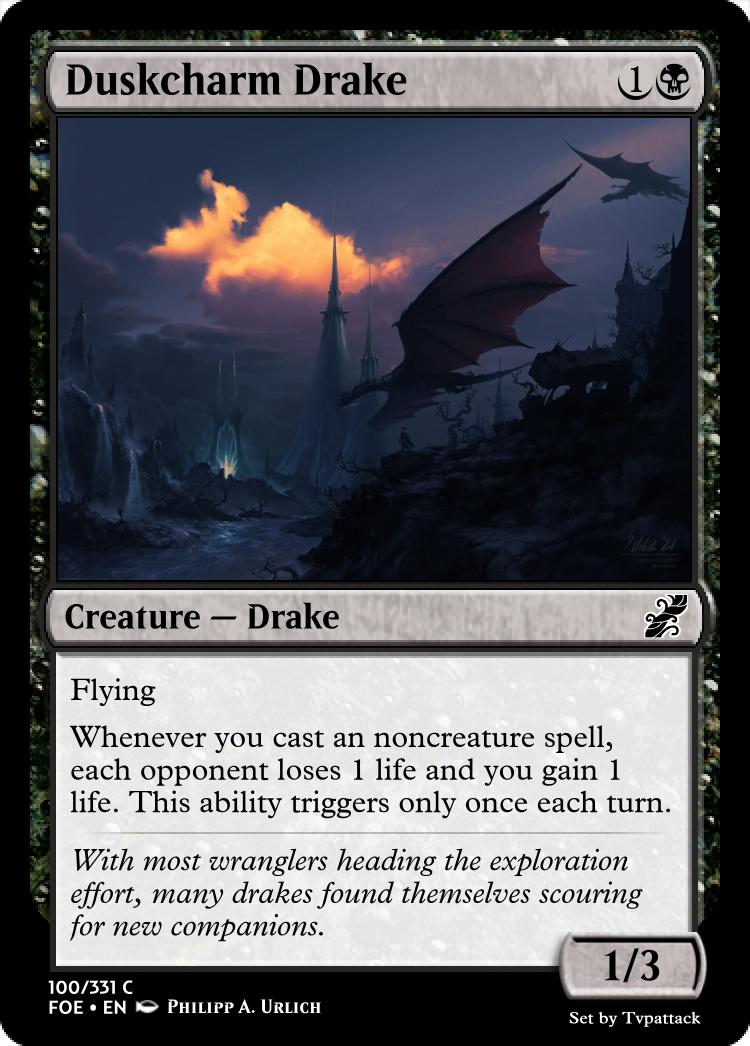 Duskcharm Drake 1
Creature — Drake
Flying
Whenever you cast an noncreature spell,
each opponent loses 1 life and you gain 1
life. This ability triggers only once each turn.
With most wranglers heading the exploration
effort, many drakes found themselves scouring
for new companions.
1/3
100/331 C
FOE • EN Philipp A. Urlich
Set by Tvpattack